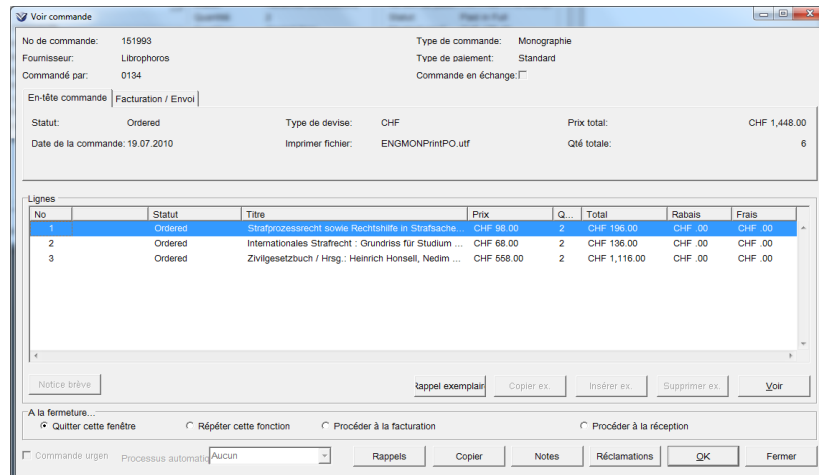 Voir commande
No de commande: 151993 Type de commande: Monographie
Fournisseur: Librophoros Type de paiement: Standard
Commandé par: 0134 Commande en échange:
En-tête commande Facturation / Envoi
Statut: Ordered Type de devise: CHF Prix total: CHF 1,448.00
Date de la commande: 19.07.2010 Imprimer fichier: ENGMONPrintPO.utf Qté totale: 6
Lignes
No Statut Titre Prix Q... Total Rabais Frais
1 Ordered Strafprozessrecht sowie Rechtshilfe in Strafsache... CHF 98.00 2 CHF 196.00 CHF .00 CHF .00
2 Ordered Internationales Strafrecht : Grundriss für Studium ... CHF 68.00 2 CHF 136.00 CHF .00 CHF .00
3 Ordered Zivilgesetzbuch / Hrsg.: Heinrich Honsell, Nedim ... CHF 558.00 2 CHF 1,116.00 CHF .00 CHF .00
Notice brève Rappel exemplair Copier ex. Insérer ex. Supprimer ex. Voir
A la fermeture...
Quitter cette fenêtre Répéter cette fonction Procéder à la facturation Procéder à la réception
Commande urgen Processus automatiq Aucun Rappels Copier Notes Réclamations OK Fermer